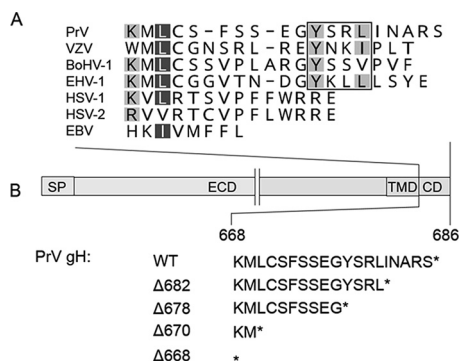 A
PrV KMLCS-FSS-EGYSRLINARS
VZV WMLCGNSRL-REYNKIPLT
BoHV-1 KMLCSSVPLARGYSSVPVF
EHV-1 KMLCGGVTN-DGYKLLLSYE
HSV-1 KVLRTSVPFFWRRE
HSV-2 RVVRTCVPFLWRRE
EBV HKIVMFFL
B
SP ECD TMD CD
668 686
PrV gH:
WT KMLCSFSSEGYSRLINARS*
Δ682 KMLCSFSSEGYSRL*
Δ678 KMLCSFSSEG*
Δ670 KM*
Δ668 *